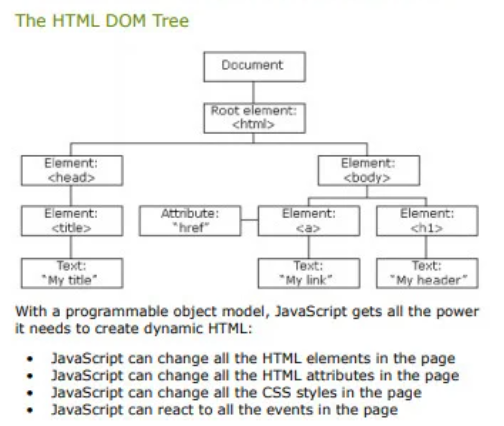 The HTML DOM Tree
Document
Root element:
<html>
Element:
<head>
Element:
<body>
Element:
<title>
Attribute:
"href"
Element:
<a>
Element:
<h1>
Text:
"My title"
Text:
"My link"
Text:
"My header"
With a programmable object model, JavaScript gets all the power
it needs to create dynamic HTML:
• JavaScript can change all the HTML elements in the page
• JavaScript can change all the HTML attributes in the page
• JavaScript can change all the CSS styles in the page
• JavaScript can react to all the events in the page